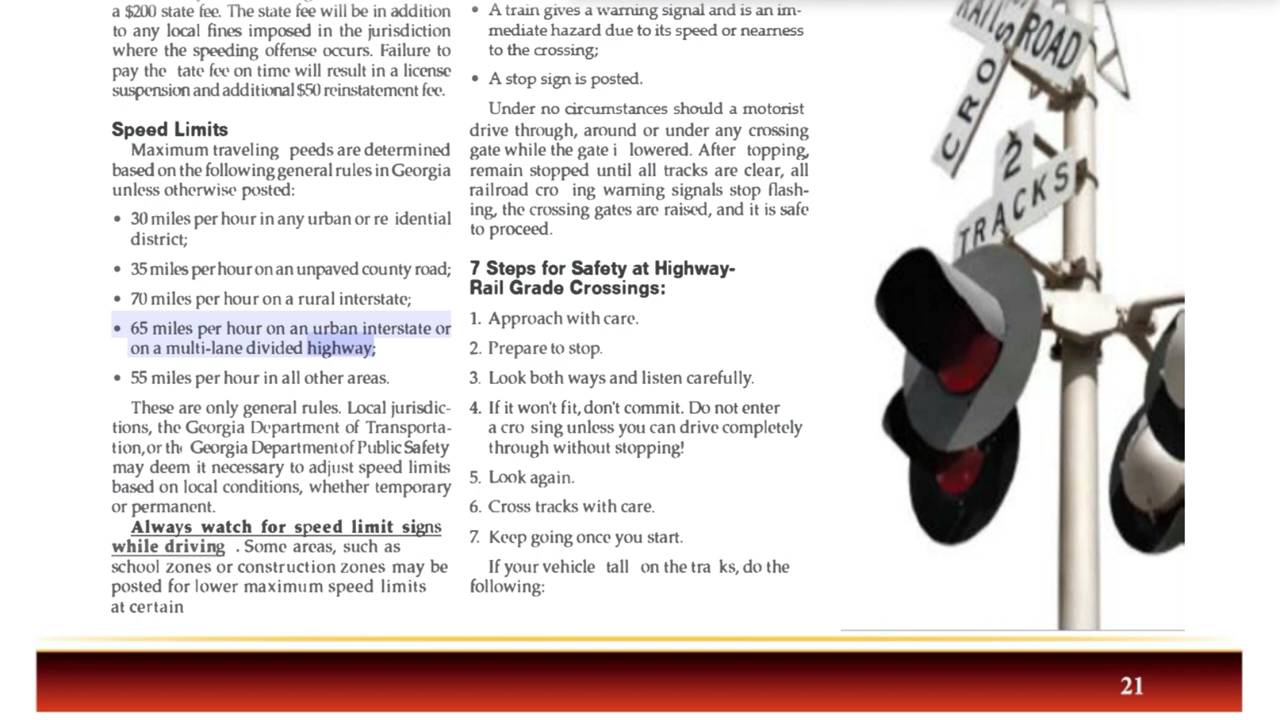 a $200 state fee. The state fee will be in addition
to any local fines imposed in the jurisdiction
where the speeding offense occurs. Failure to
pay the tate fee on time will result in a license
suspension and additional $50 reinstatement fee.
Speed Limits
Maximum traveling peeds are determined
based on the following general rules in Georgia
unless otherwise posted:
• 30 miles per hour in any urban or re idential
district;
• 35 miles per hour on an unpaved county road;
• 70 miles per hour on a rural interstate;
• 65 miles per hour on an urban interstate or
on a multi-lane divided highway;
• 55 miles per hour in all other areas.
These are only general rules. Local jurisdic-
tions, the Georgia Department of Transporta-
tion, or th Georgia Department of Public Safety
may deem it necessary to adjust speed limits
based on local conditions, whether temporary
or permanent.
Always watch for speed limit signs
while driving . Some areas, such as
school zones or construction zones may be
posted for lower maximum speed limits
at certain
• A train gives a warning signal and is an im-
mediate hazard due to its speed or nearness
to the crossing;
• A stop sign is posted.
Under no circumstances should a motorist
drive through, around or under any crossing
gate while the gate i lowered. After topping,
remain stopped until all tracks are clear, all
railroad cro ing warning signals stop flash-
ing, the crossing gates are raised, and it is safe
to proceed.
7 Steps for Safety at Highway-
Rail Grade Crossings:
1. Approach with care.
2. Prepare to stop.
3. Look both ways and listen carefully.
4. If it won't fit, don't commit. Do not enter
a cro sing unless you can drive completely
through without stopping!
5. Look again.
6. Cross tracks with care.
7. Keep going once you start.
If your vehicle tall on the tra ks, do the
following:
RAIL ROAD
CRO S
2
TRACKS
21